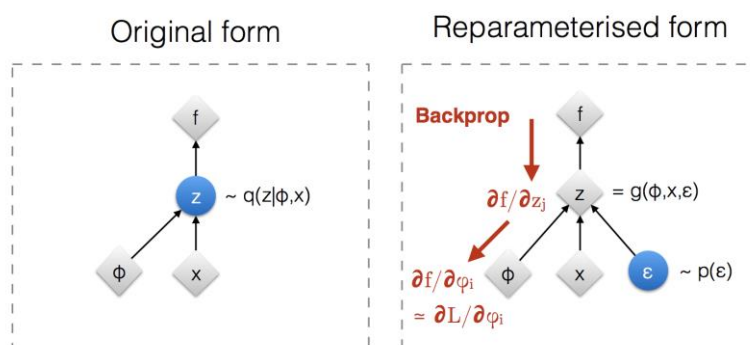 Original form
f
z ~ q(z|ϕ,x)
ϕ x
Reparameterised form
Backprop
f
∂f/∂zⱼ
z = g(ϕ,x,ε)
∂f/∂φᵢ
≃ ∂L/∂φᵢ
ϕ x ε ~ p(ε)